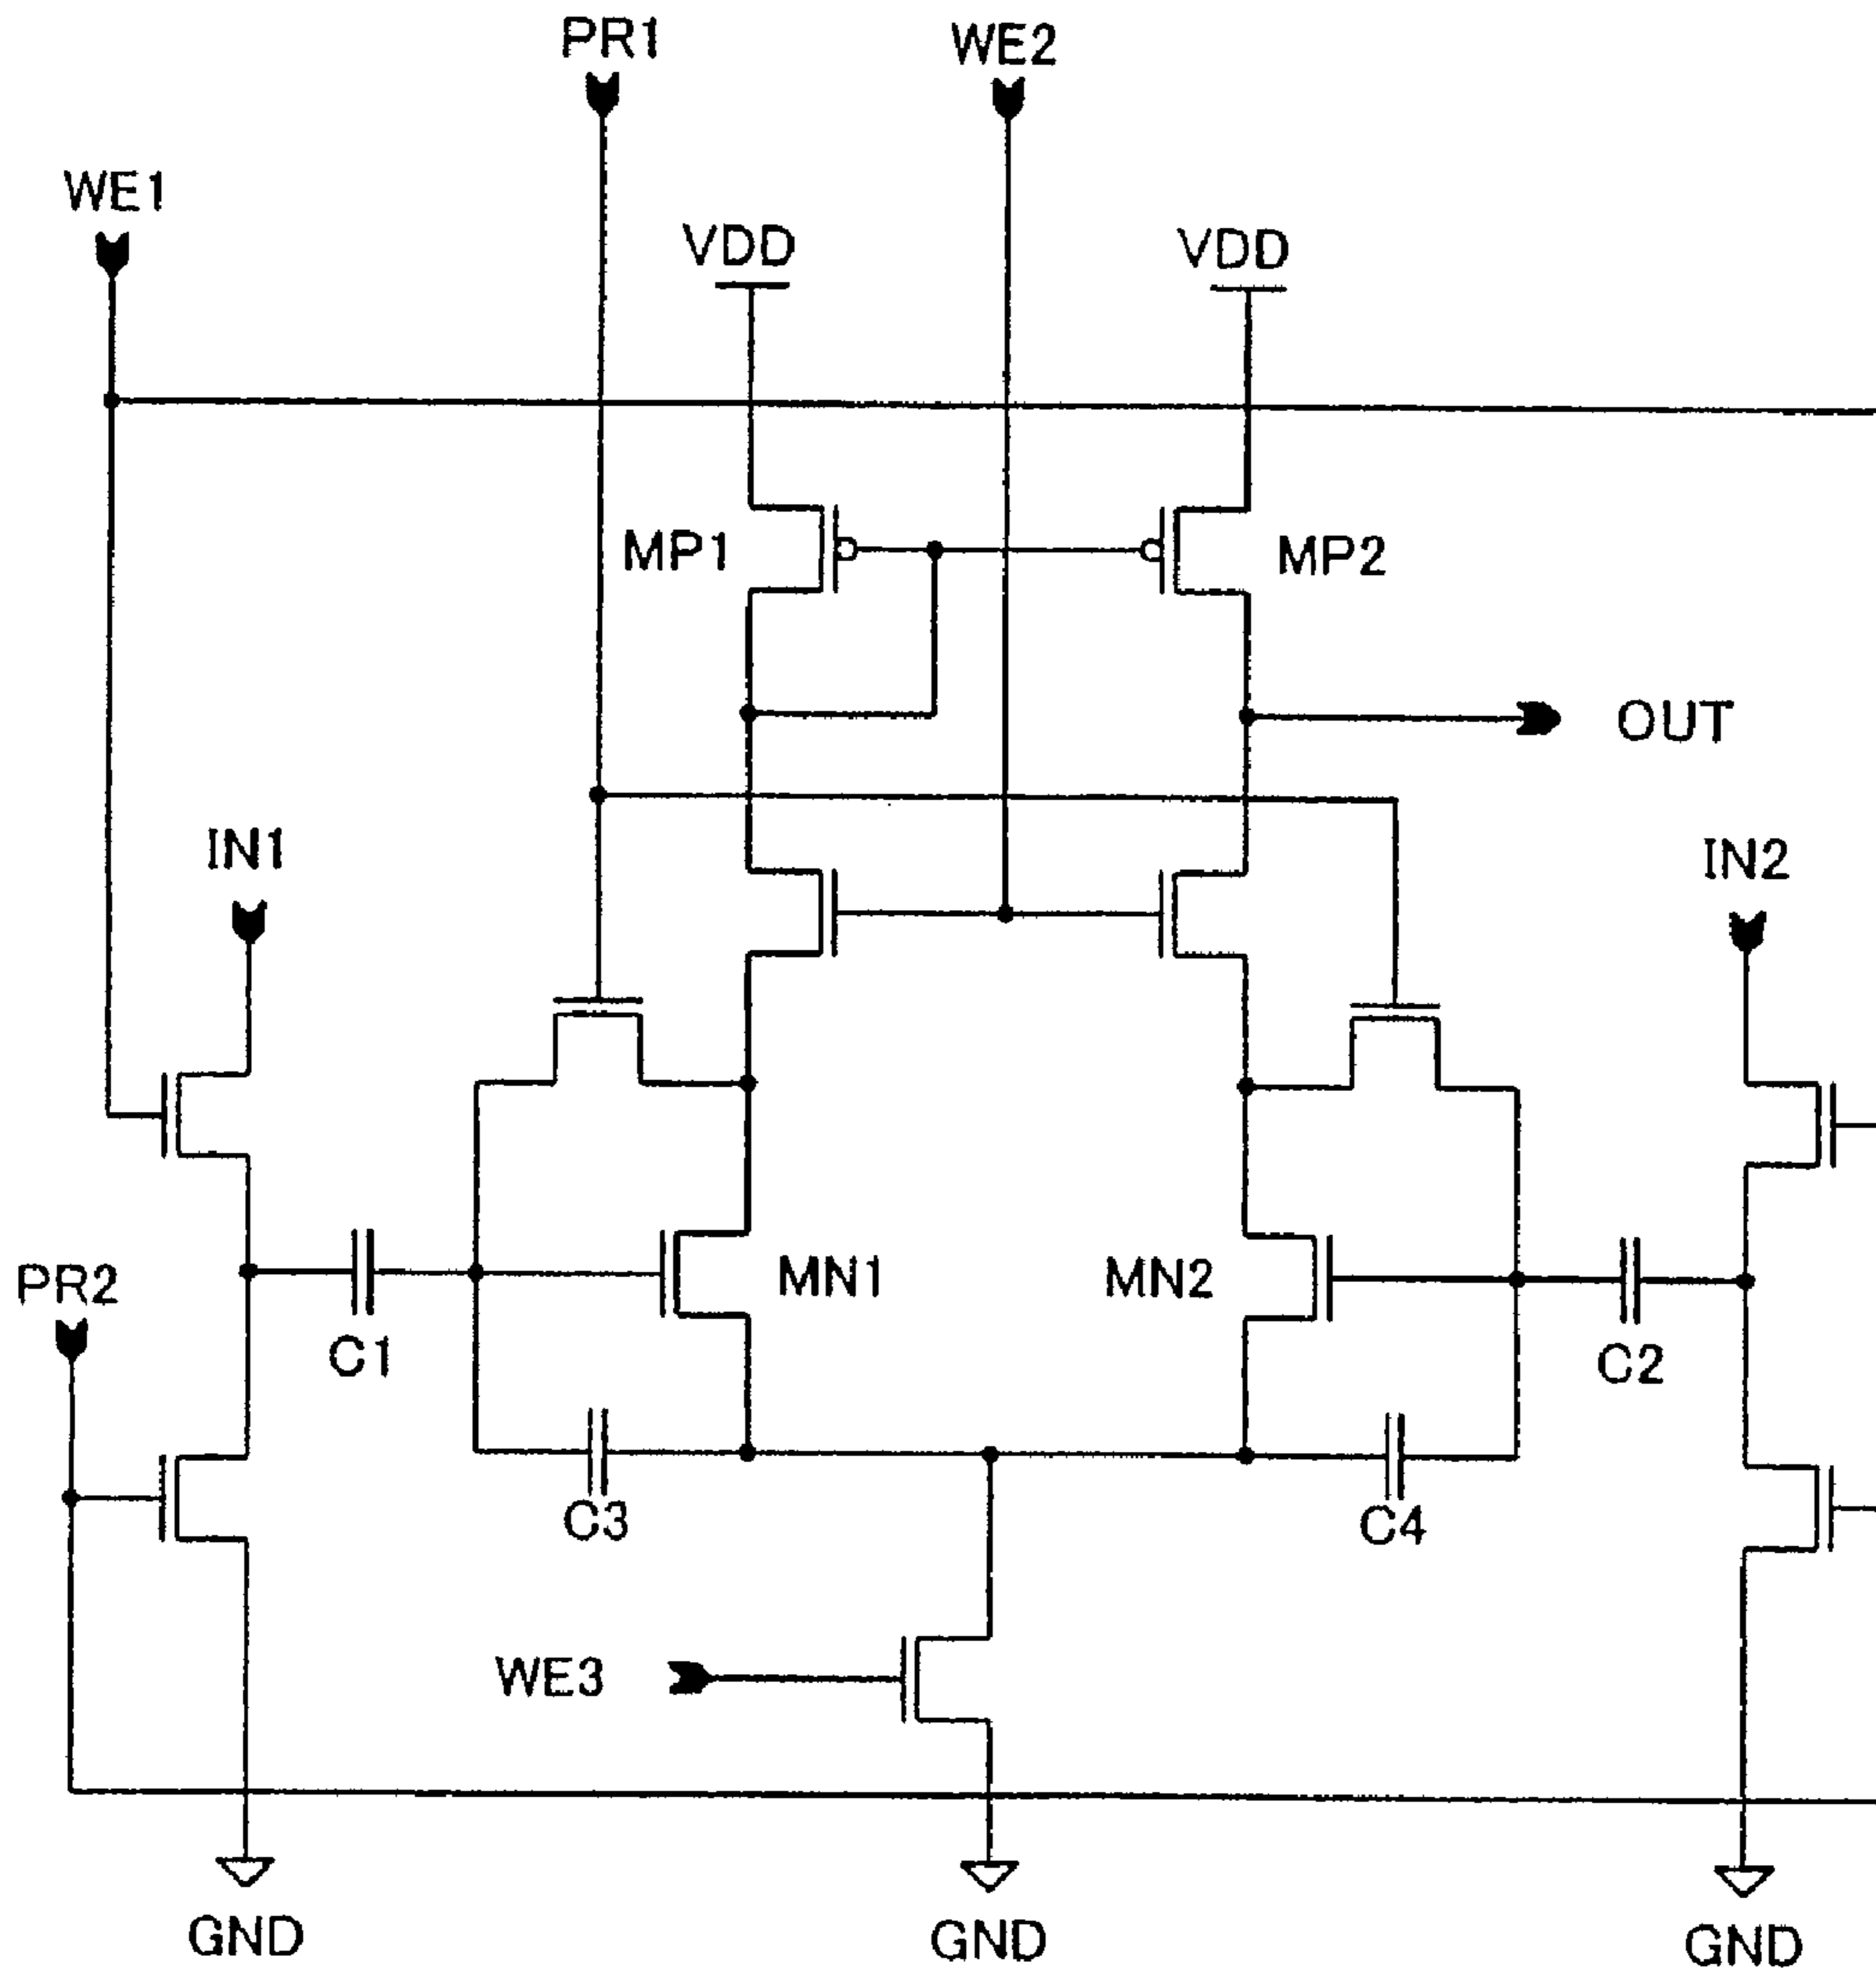 PR1
WE2
WE1
VDD
VDD
MP1
MP2
OUT
IN1
IN2
MN1
MN2
PR2
C1
C2
C3
C4
WE3
GND
GND
GND